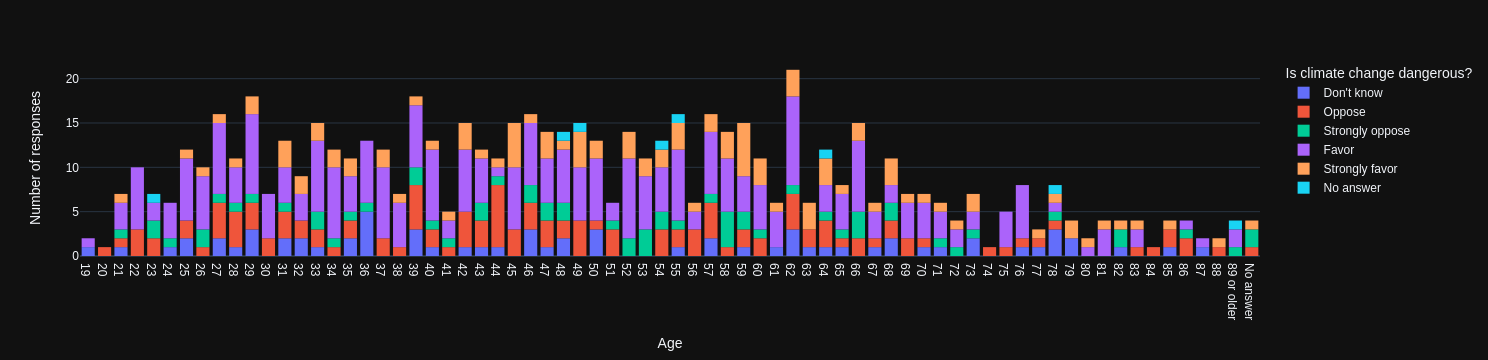 Is climate change dangerous?
Don't know
Oppose
Strongly oppose
Favor
Strongly favor
No answer
Number of responses
20
15
10
5
0
19 20 21 22 23 24 25 26 27 28 29 30 31 32 33 34 35 36 37 38 39 40 41 42 43 44 45 46 47 48 49 50 51 52 53 54 55 56 57 58 59 60 61 62 63 64 65 66 67 68 69 70 71 72 73 74 75 76 77 78 79 80 81 82 83 84 85 86 87 88 89 or older No answer
Age